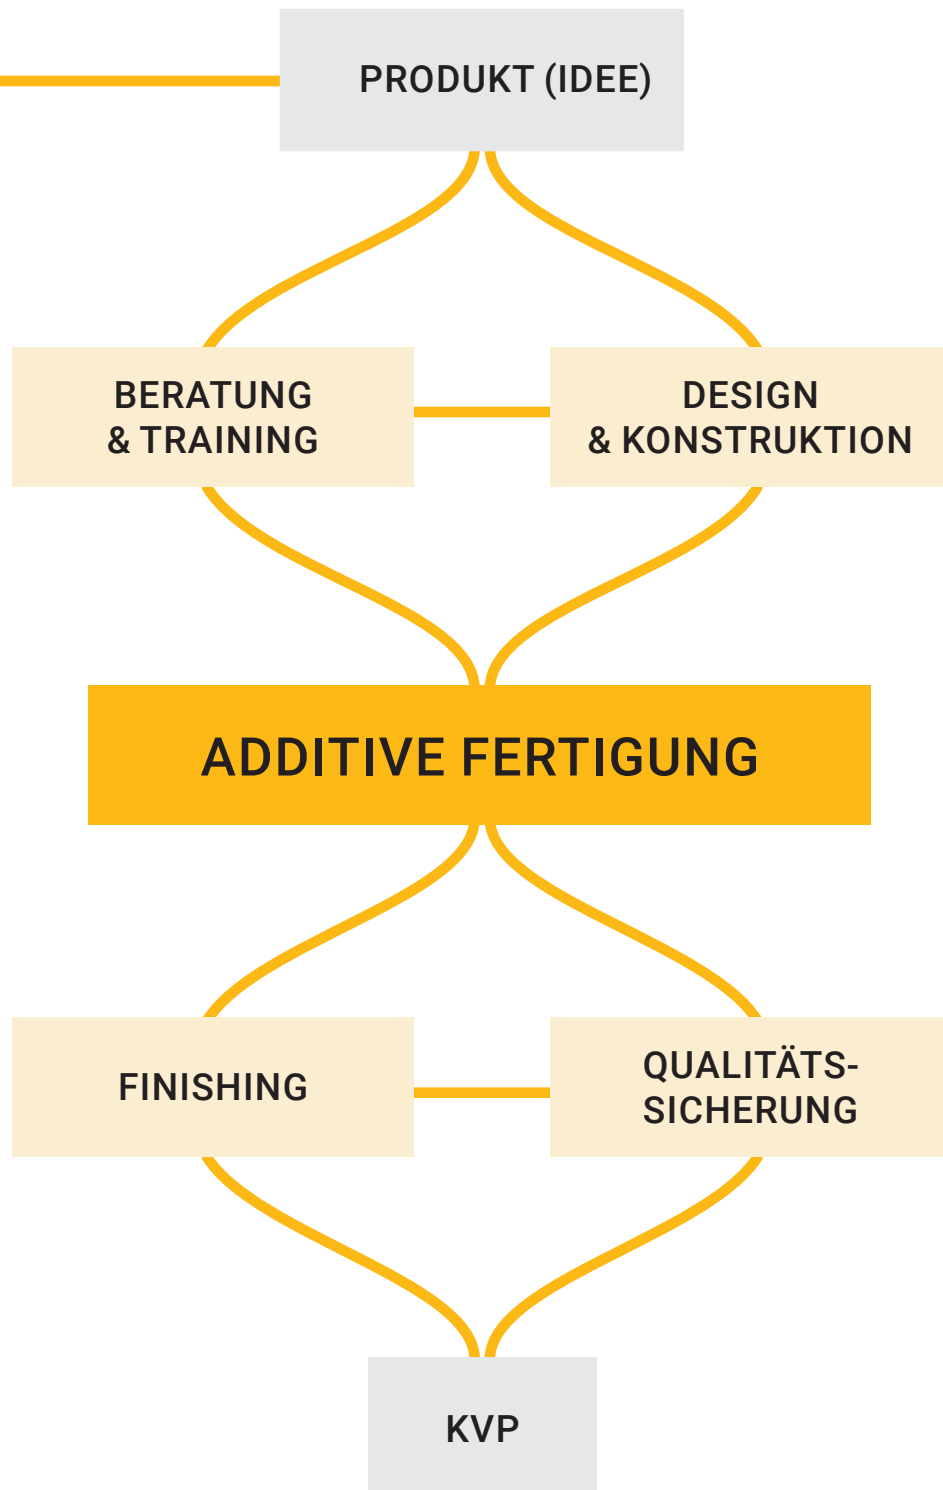 PRODUKT (IDEE)
BERATUNG
& TRAINING
DESIGN
& KONSTRUKTION
ADDITIVE FERTIGUNG
FINISHING
QUALITÄTS-
SICHERUNG
KVP